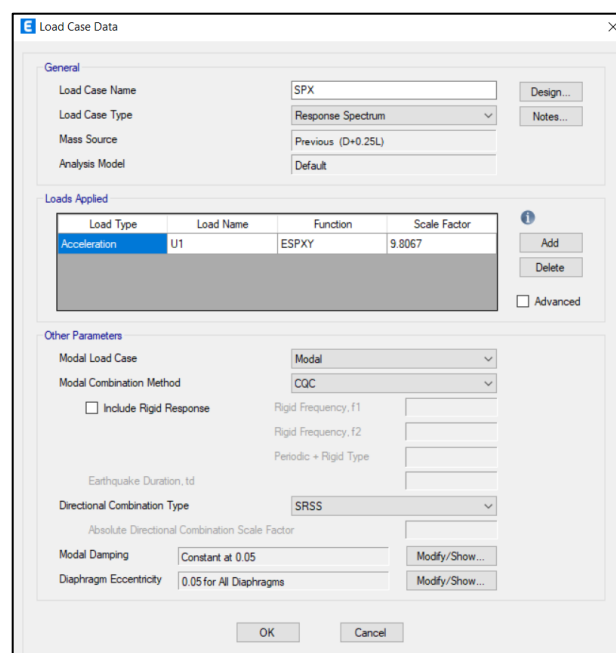 E Load Case Data
General
Load Case Name SPX Design...
Load Case Type Response Spectrum Notes...
Mass Source Previous (D+0.25L)
Analysis Model Default
Loads Applied
Load Type Load Name Function Scale Factor
Acceleration U1 ESPXY 9.8067
Add
Delete
Advanced
Other Parameters
Modal Load Case Modal
Modal Combination Method CQC
Include Rigid Response Rigid Frequency, f1
Rigid Frequency, f2
Periodic + Rigid Type
Earthquake Duration, td
Directional Combination Type SRSS
Absolute Directional Combination Scale Factor
Modal Damping Constant at 0.05 Modify/Show...
Diaphragm Eccentricity 0.05 for All Diaphragms Modify/Show...
OK Cancel